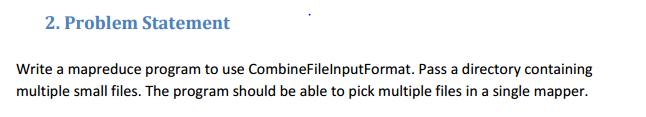 2. Problem Statement
Write a mapreduce program to use CombineFileInputFormat. Pass a directory containing
multiple small files. The program should be able to pick multiple files in a single mapper.